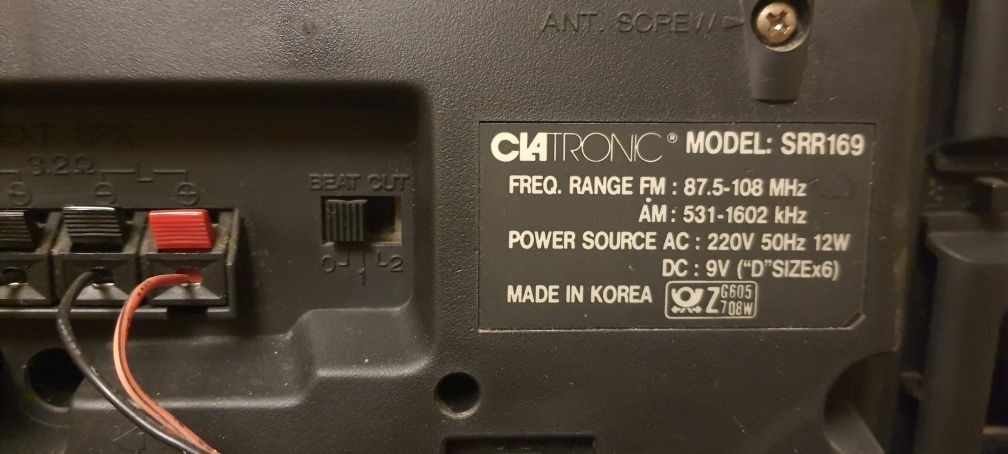 ANT. SCREW
EXT. SPK
3.2Ω L
⊖ ⊖ ⊕
BEAT CUT
0 1 2
CLATRONIC® MODEL: SRR169
FREQ. RANGE FM : 87.5-108 MHz
AM : 531-1602 kHz
POWER SOURCE AC : 220V 50Hz 12W
DC : 9V ("D"SIZEx6)
MADE IN KOREA Z G605
708W